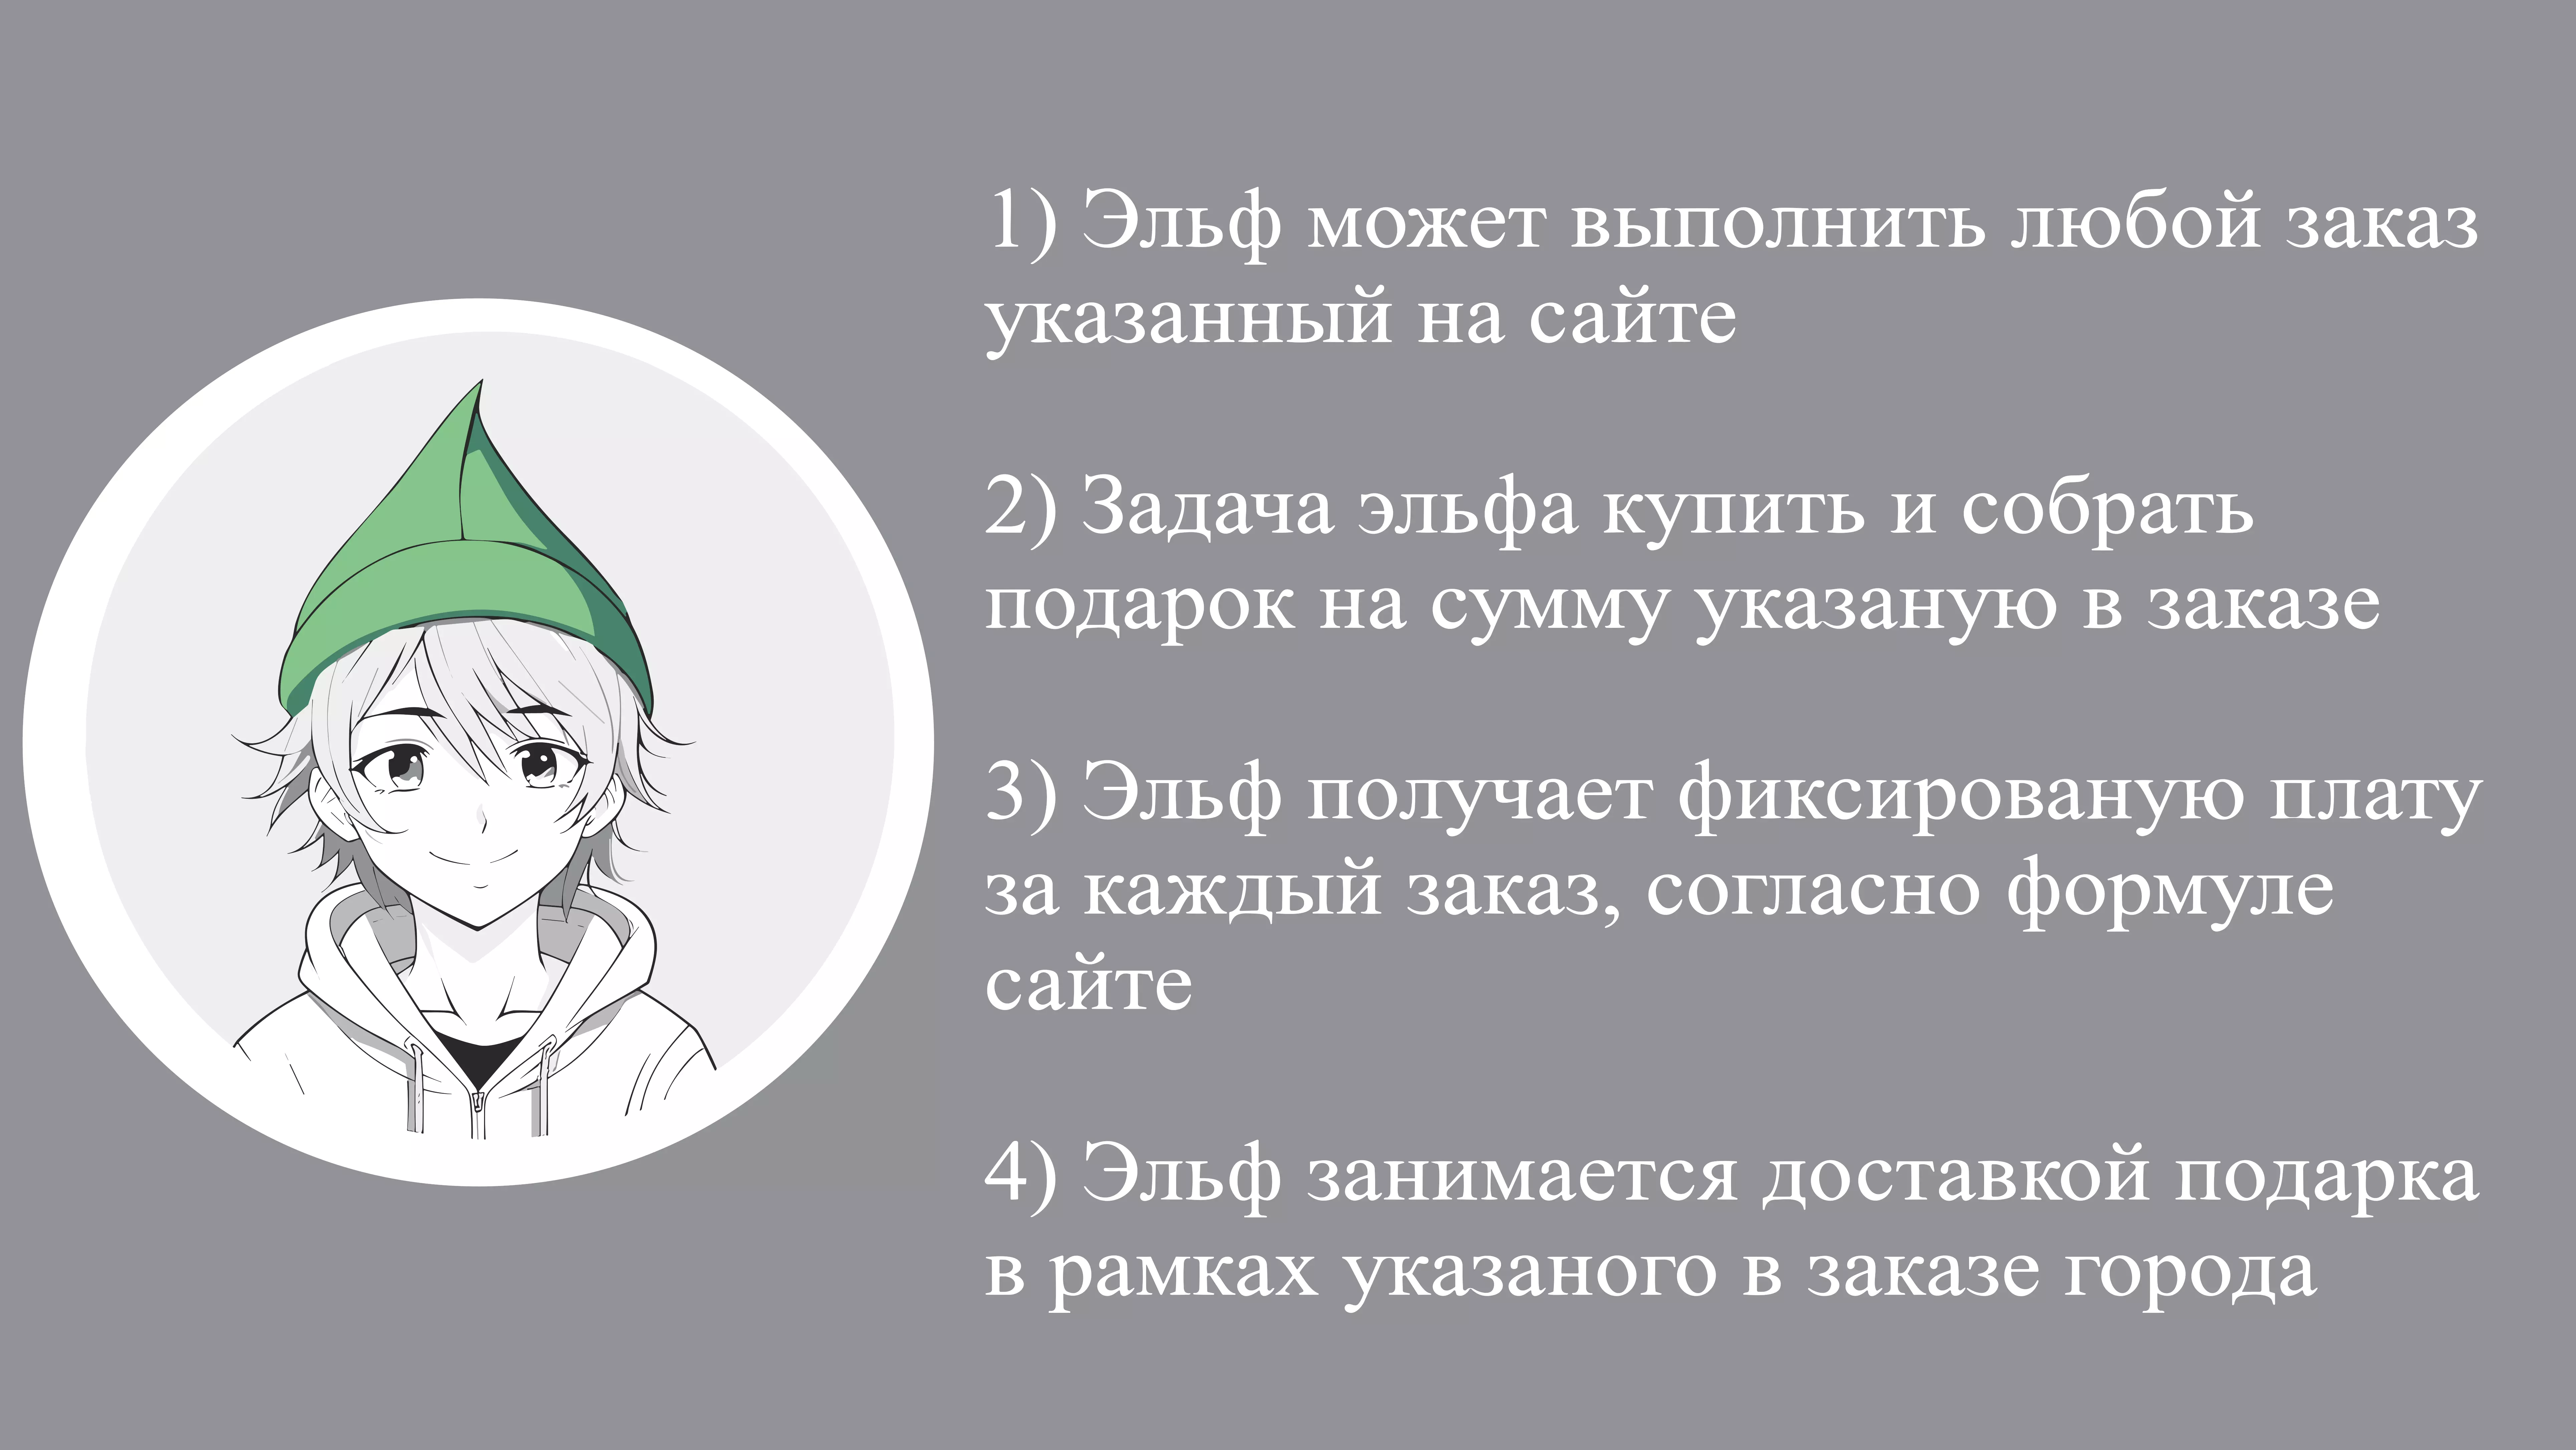 1) Эльф может выполнить любой заказ
указанный на сайте
2) Задача эльфа купить и собрать
подарок на сумму указаную в заказе
3) Эльф получает фиксированую плату
за каждый заказ, согласно формуле
сайте
4) Эльф занимается доставкой подарка
в рамках указаного в заказе города